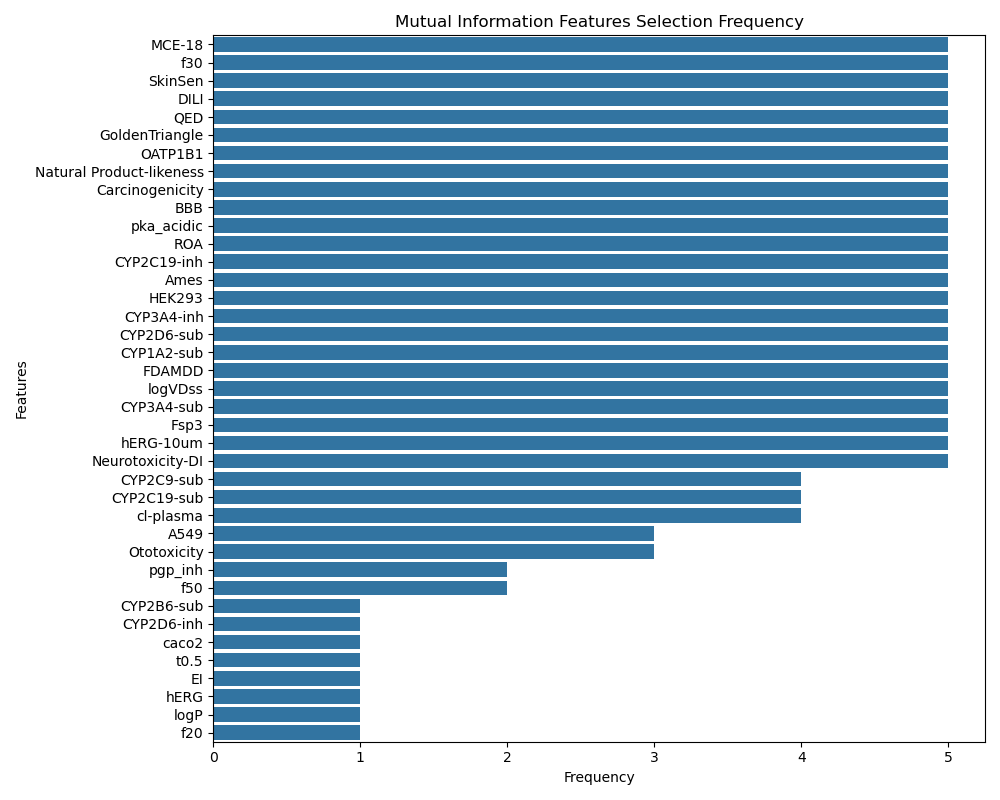 Mutual Information Features Selection Frequency
MCE-18
f30
SkinSen
DILI
QED
GoldenTriangle
OATP1B1
Natural Product-likeness
Carcinogenicity
BBB
pka_acidic
ROA
CYP2C19-inh
Ames
HEK293
CYP3A4-inh
CYP2D6-sub
CYP1A2-sub
FDAMDD
logVDss
CYP3A4-sub
Fsp3
hERG-10um
Neurotoxicity-DI
CYP2C9-sub
CYP2C19-sub
cl-plasma
A549
Ototoxicity
pgp_inh
f50
CYP2B6-sub
CYP2D6-inh
caco2
t0.5
EI
hERG
logP
f20
Features
0 1 2 3 4 5
Frequency